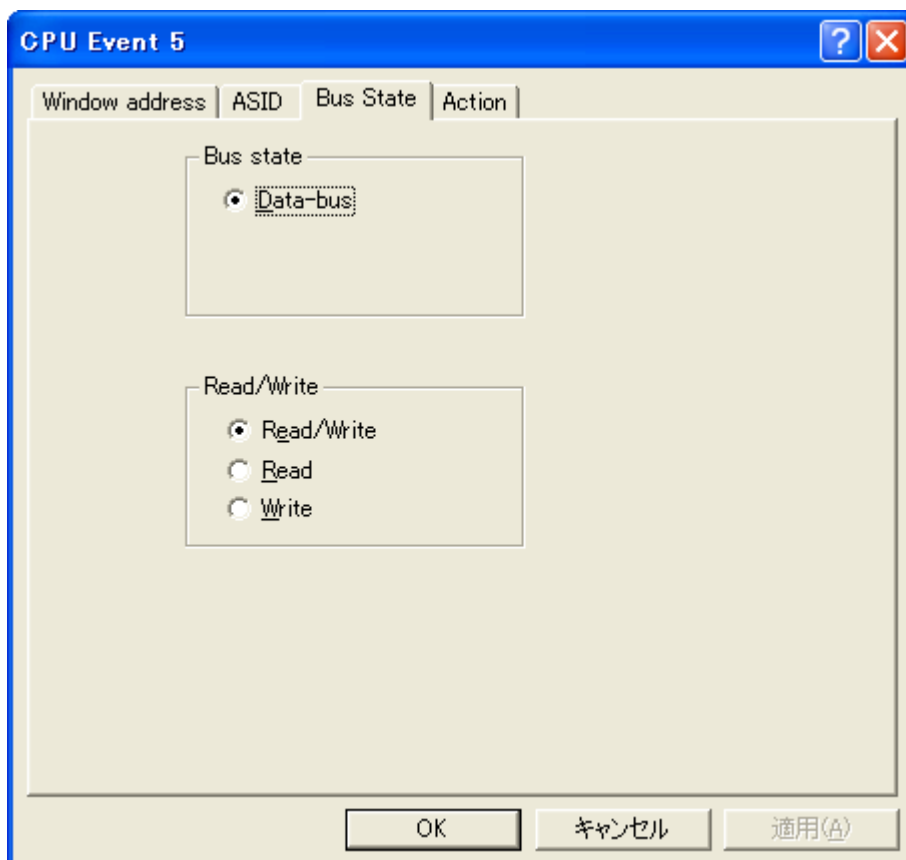 CPU Event 5
Window address ASID Bus State Action
Bus state
Data-bus
Read/Write
Read/Write
Read
Write
OK キャンセル 適用(A)